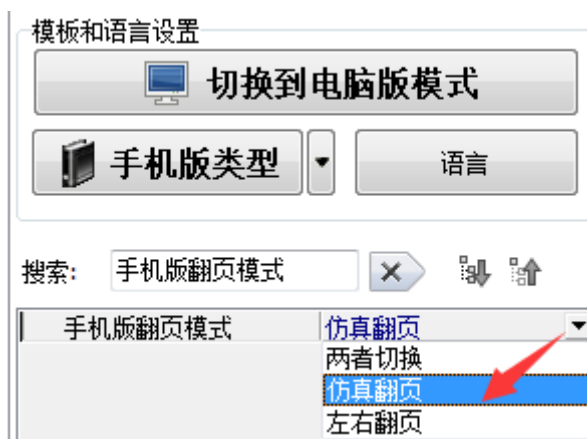 模板和语言设置
切换到电脑版模式
手机版类型 语言
搜索: 手机版翻页模式
手机版翻页模式 仿真翻页
两者切换
仿真翻页
左右翻页